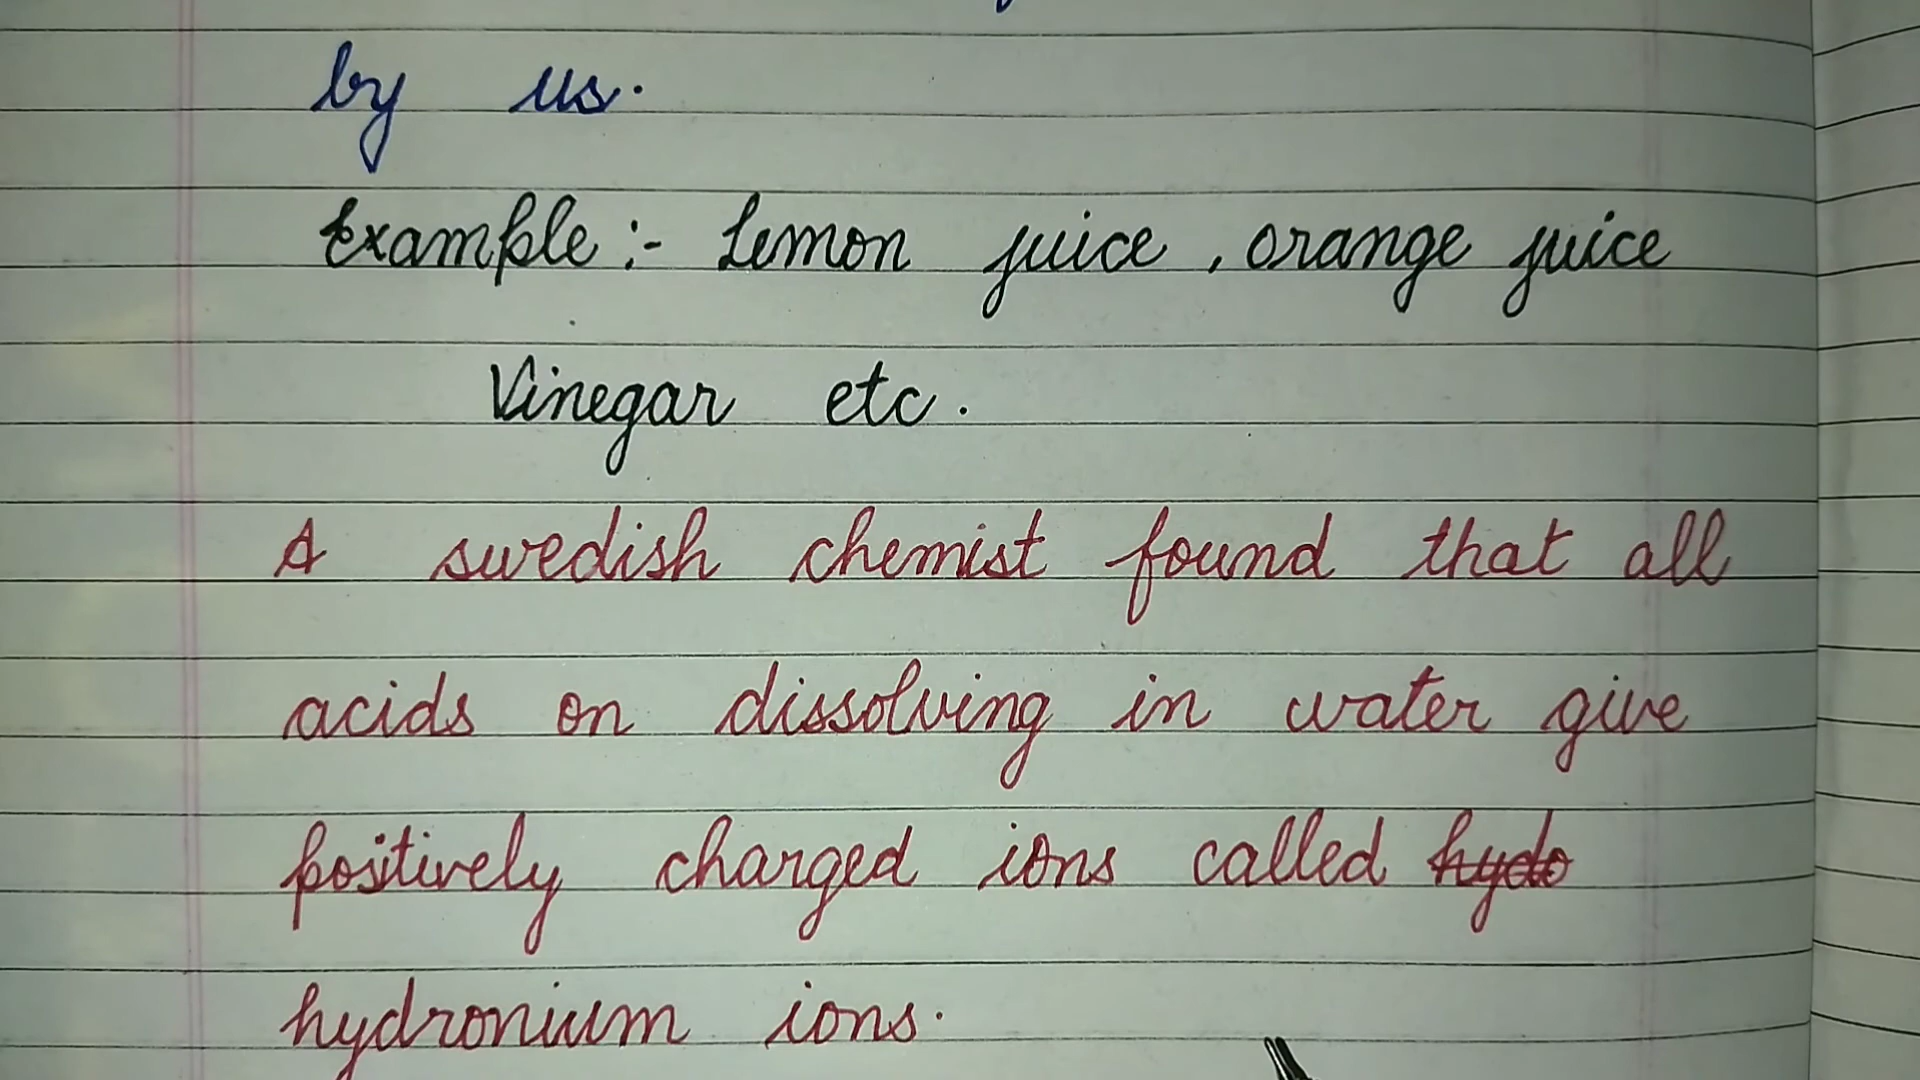 by us.
Example :- Lemon juice , orange juice
Vinegar etc.
A swedish chemist found that all
acids on dissolving in water give
positively charged ions called hydo
hydronium ions.